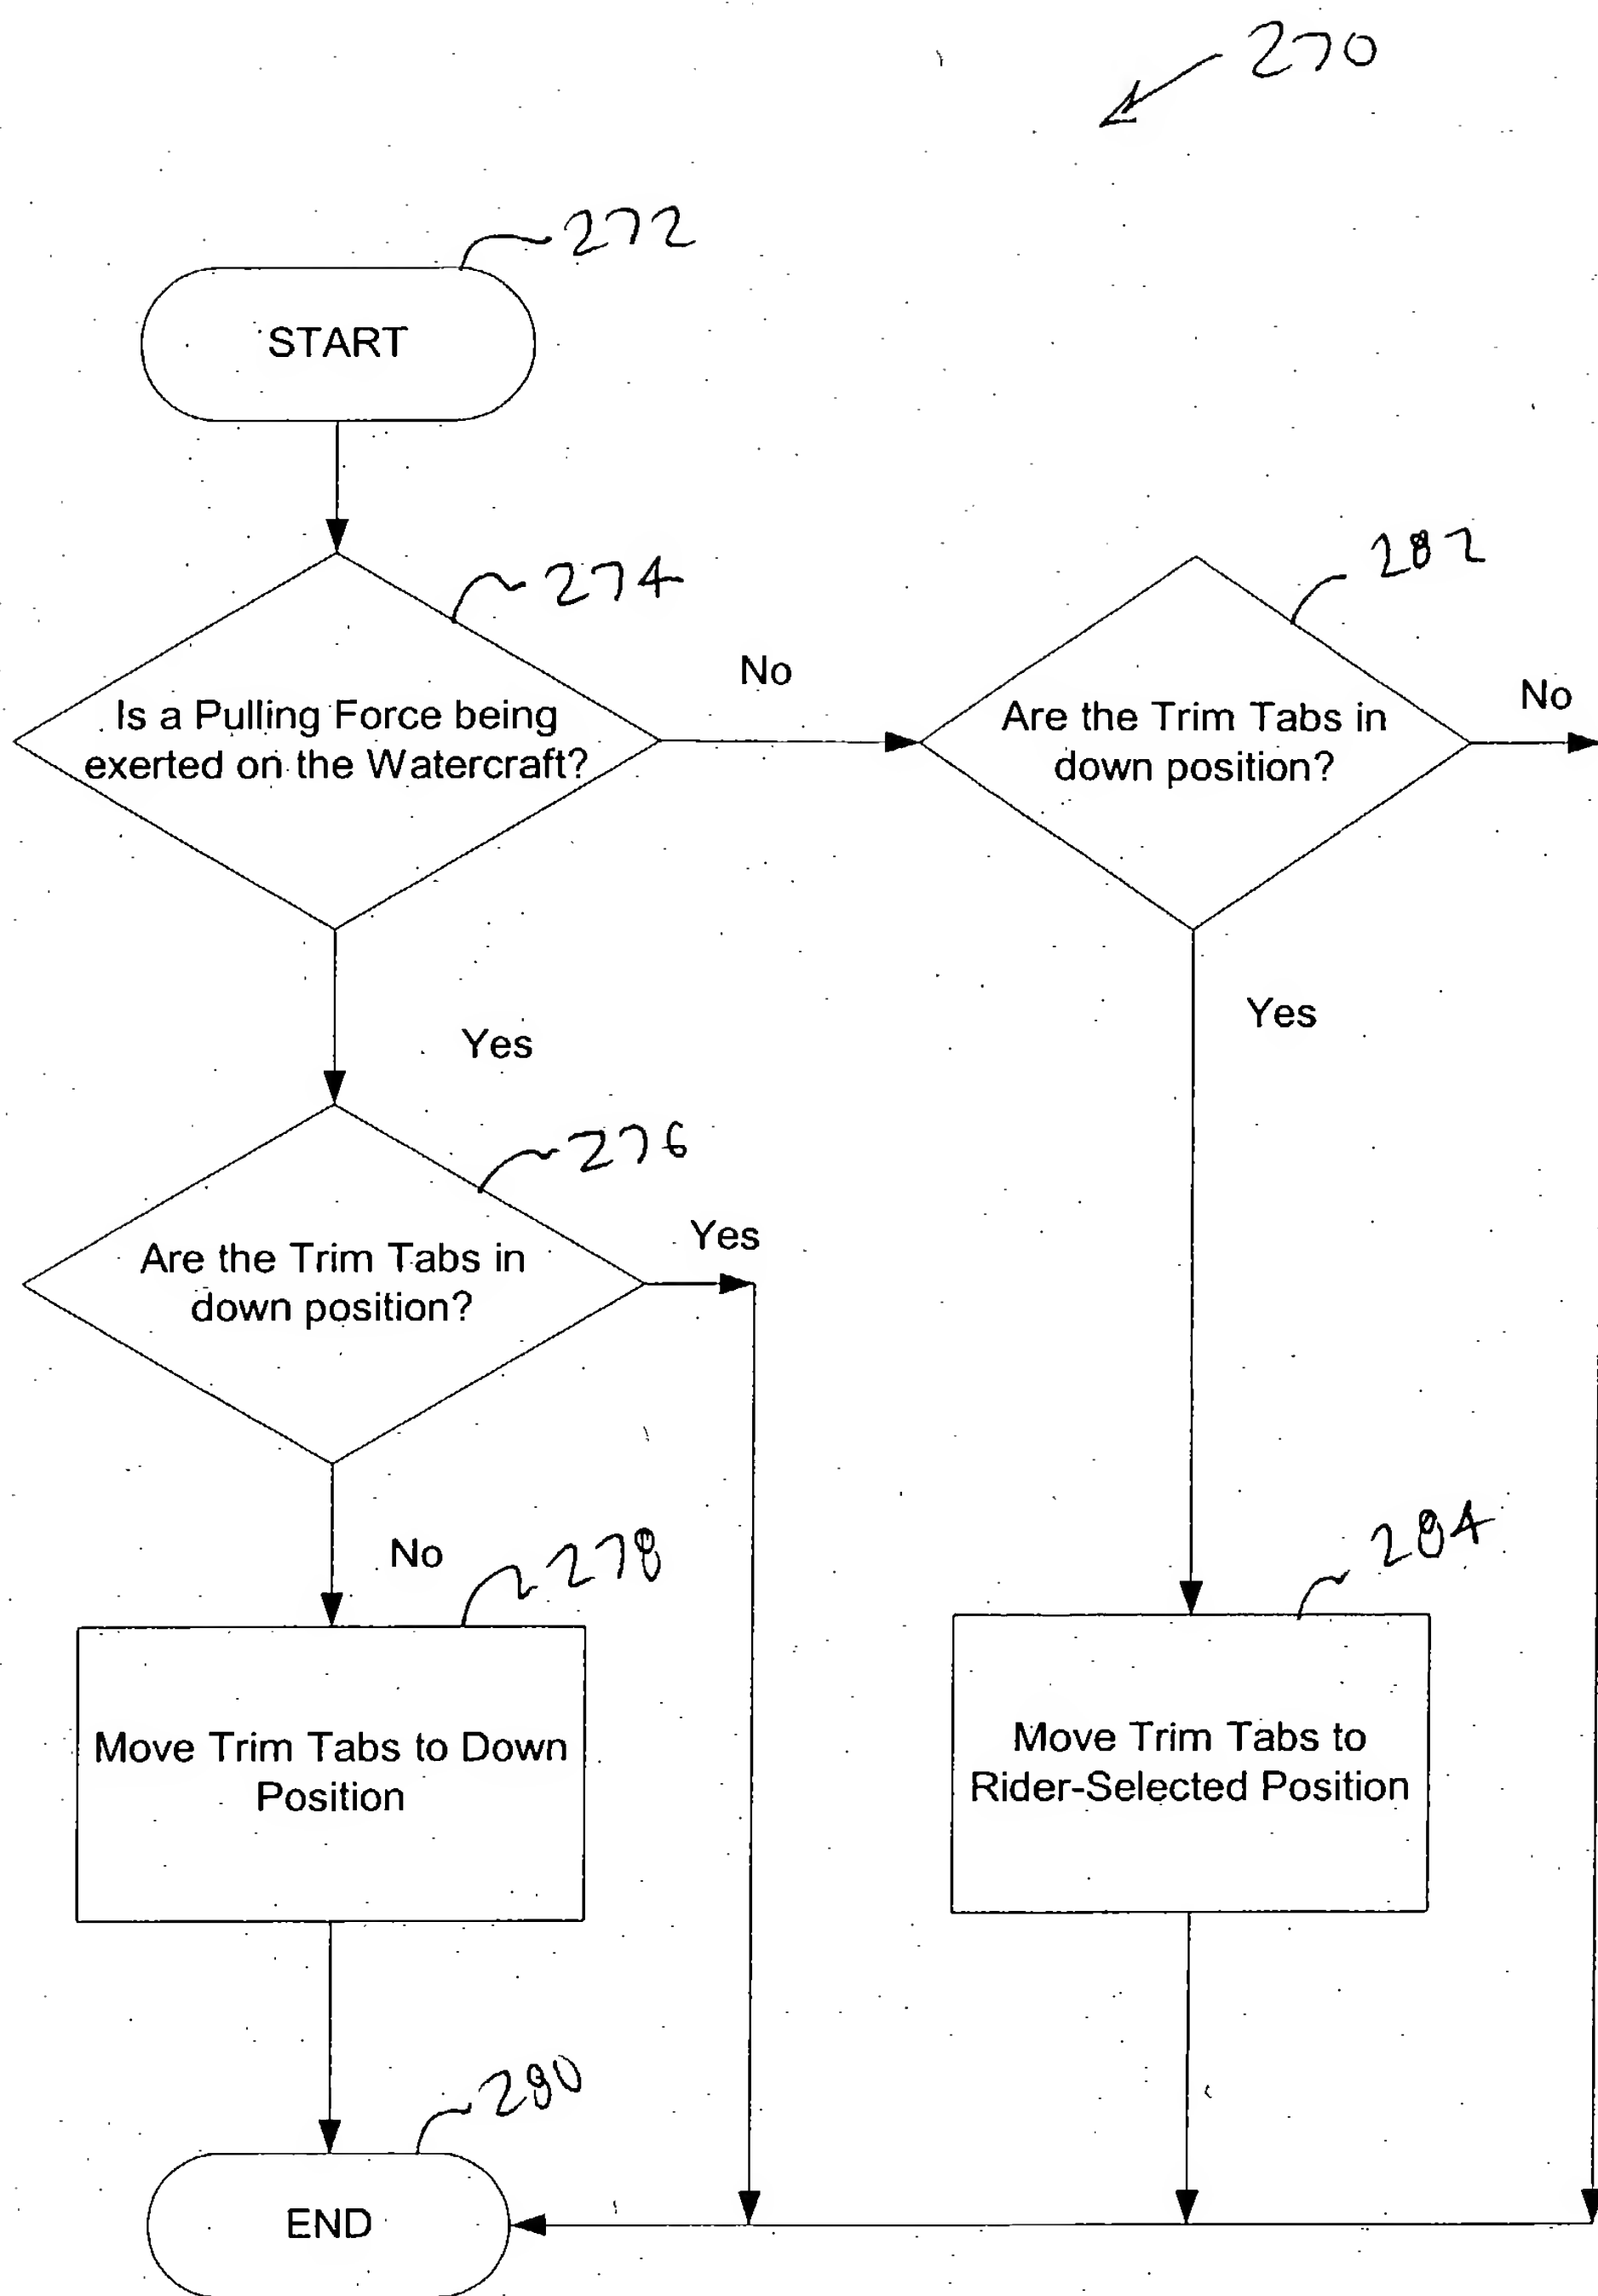 270
272
START
274
282
No
No
Is a Pulling Force being
exerted on the Watercraft?
Are the Trim Tabs in
down position?
Yes
Yes
276
Yes
Are the Trim Tabs in
down position?
No
278
284
Move Trim Tabs to Down
Position
Move Trim Tabs to
Rider-Selected Position
280
END